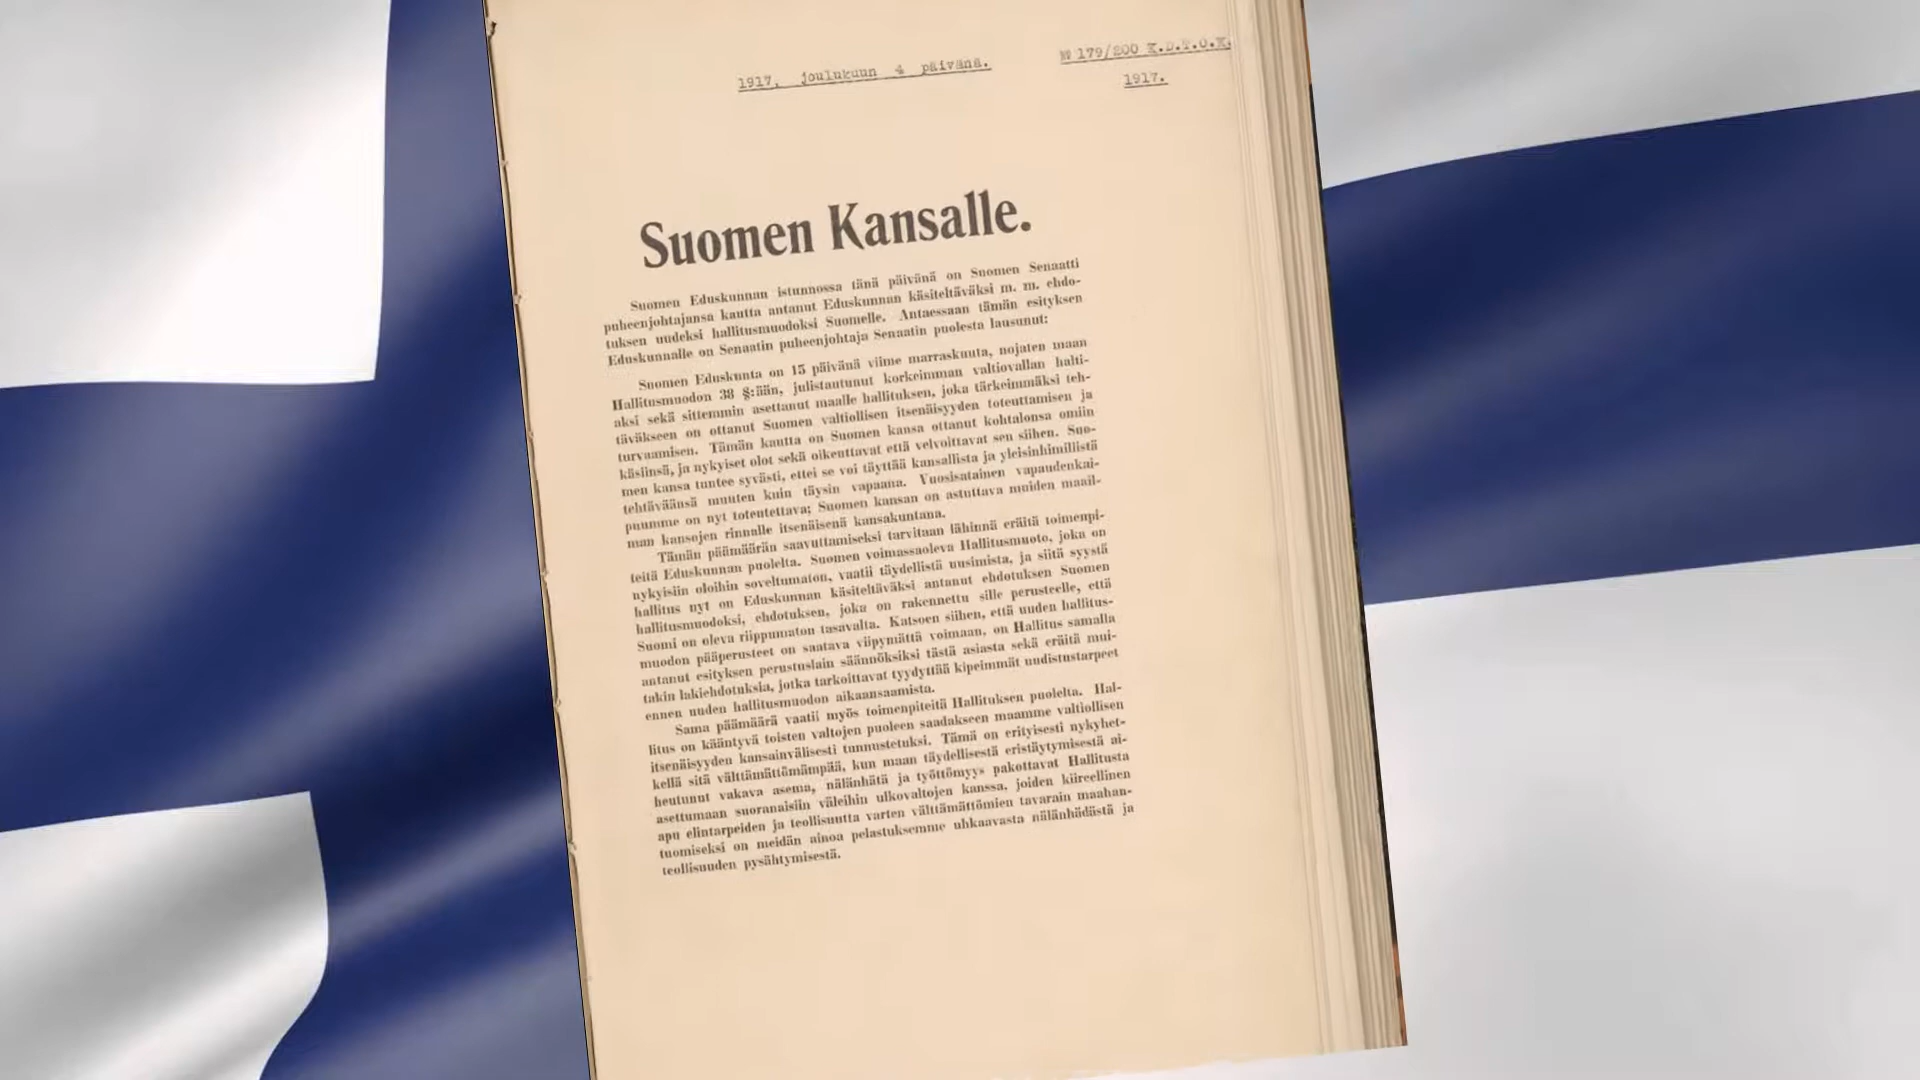 1917, joulukuun 4 päivänä.
№ 179/200 K.D.T.O.K.
1917.
Suomen Kansalle.
Suomen Eduskunnan istunnossa tänä päivänä on Suomen Senaatti
puheenjohtajansa kautta antanut Eduskunnan käsiteltäväksi m. m. ehdo-
tuksen uudeksi hallitusmuodoksi Suomelle. Antaessaan tämän esityksen
Eduskunnalle on Senaatin puheenjohtaja Senaatin puolesta lausunut:
Suomen Eduskunta on 15 päivänä viime marraskuuta, nojaten maan
Hallitusmuodon 38 §:ään, julistautunut korkeimman valtiovallan halti-
jaksi sekä sittemmin asettanut maalle hallituksen, joka tärkeimmäksi teh-
täväkseen on ottanut Suomen valtiollisen itsenäisyyden toteuttamisen ja
turvaamisen. Tämän kautta on Suomen kansa ottanut kohtalonsa omiin
käsiinsä, ja nykyiset olot sekä oikeuttavat että velvoittavat sen siihen. Suo-
men kansa tuntee syvästi, ettei se voi täyttää kansallista ja yleisinhimillistä
tehtäväänsä muuten kuin täysin vapaana. Vuosisatainen vapaudenkai-
puumme on nyt toteutettava; Suomen kansan on astuttava muiden maail-
man kansojen rinnalle itsenäisenä kansakuntana.
Tämän päämäärän saavuttamiseksi tarvitaan lähinnä eräitä toimenpi-
teitä Eduskunnan puolelta. Suomen voimassaoleva Hallitusmuoto, joka on
nykyisiin oloihin soveltumaton, vaatii täydellistä uusimista, ja siitä syystä
hallitus nyt on Eduskunnan käsiteltäväksi antanut ehdotuksen Suomen
hallitusmuodoksi, ehdotuksen, joka on rakennettu sille perusteelle, että
Suomi on oleva riippumaton tasavalta. Katsoen siihen, että uuden hallitus-
muodon pääperusteet on saatava viipymättä voimaan, on Hallitus samalla
antanut esityksen perustuslain säännöksiksi tästä asiasta sekä eräitä mui-
takin lakiehdotuksia, jotka tarkoittavat tyydyttää kipeimmät uudistustarpeet
ennen uuden hallitusmuodon aikaansaamista.
Sama päämäärä vaatii myös toimenpiteitä Hallituksen puolelta. Hal-
litus on kääntyvä toisten valtojen puoleen saadakseen maamme valtiollisen
itsenäisyyden kansainvälisesti tunnustetuksi. Tämä on erityisesti nykyhet-
kellä sitä välttämättömämpää, kun maan täydellisestä eristäytymisestä ai-
heutunut vakava asema, nälänhätä ja työttömyys pakottavat Hallitusta
asettumaan suoranaisiin väleihin ulkovaltojen kanssa, joiden kiireellinen
apu elintarpeiden ja teollisuutta varten välttämättömien tavarain maahan-
tuomiseksi on meidän ainoa pelastuksemme uhkaavasta nälänhädästä ja
teollisuuden pysähtymisestä.